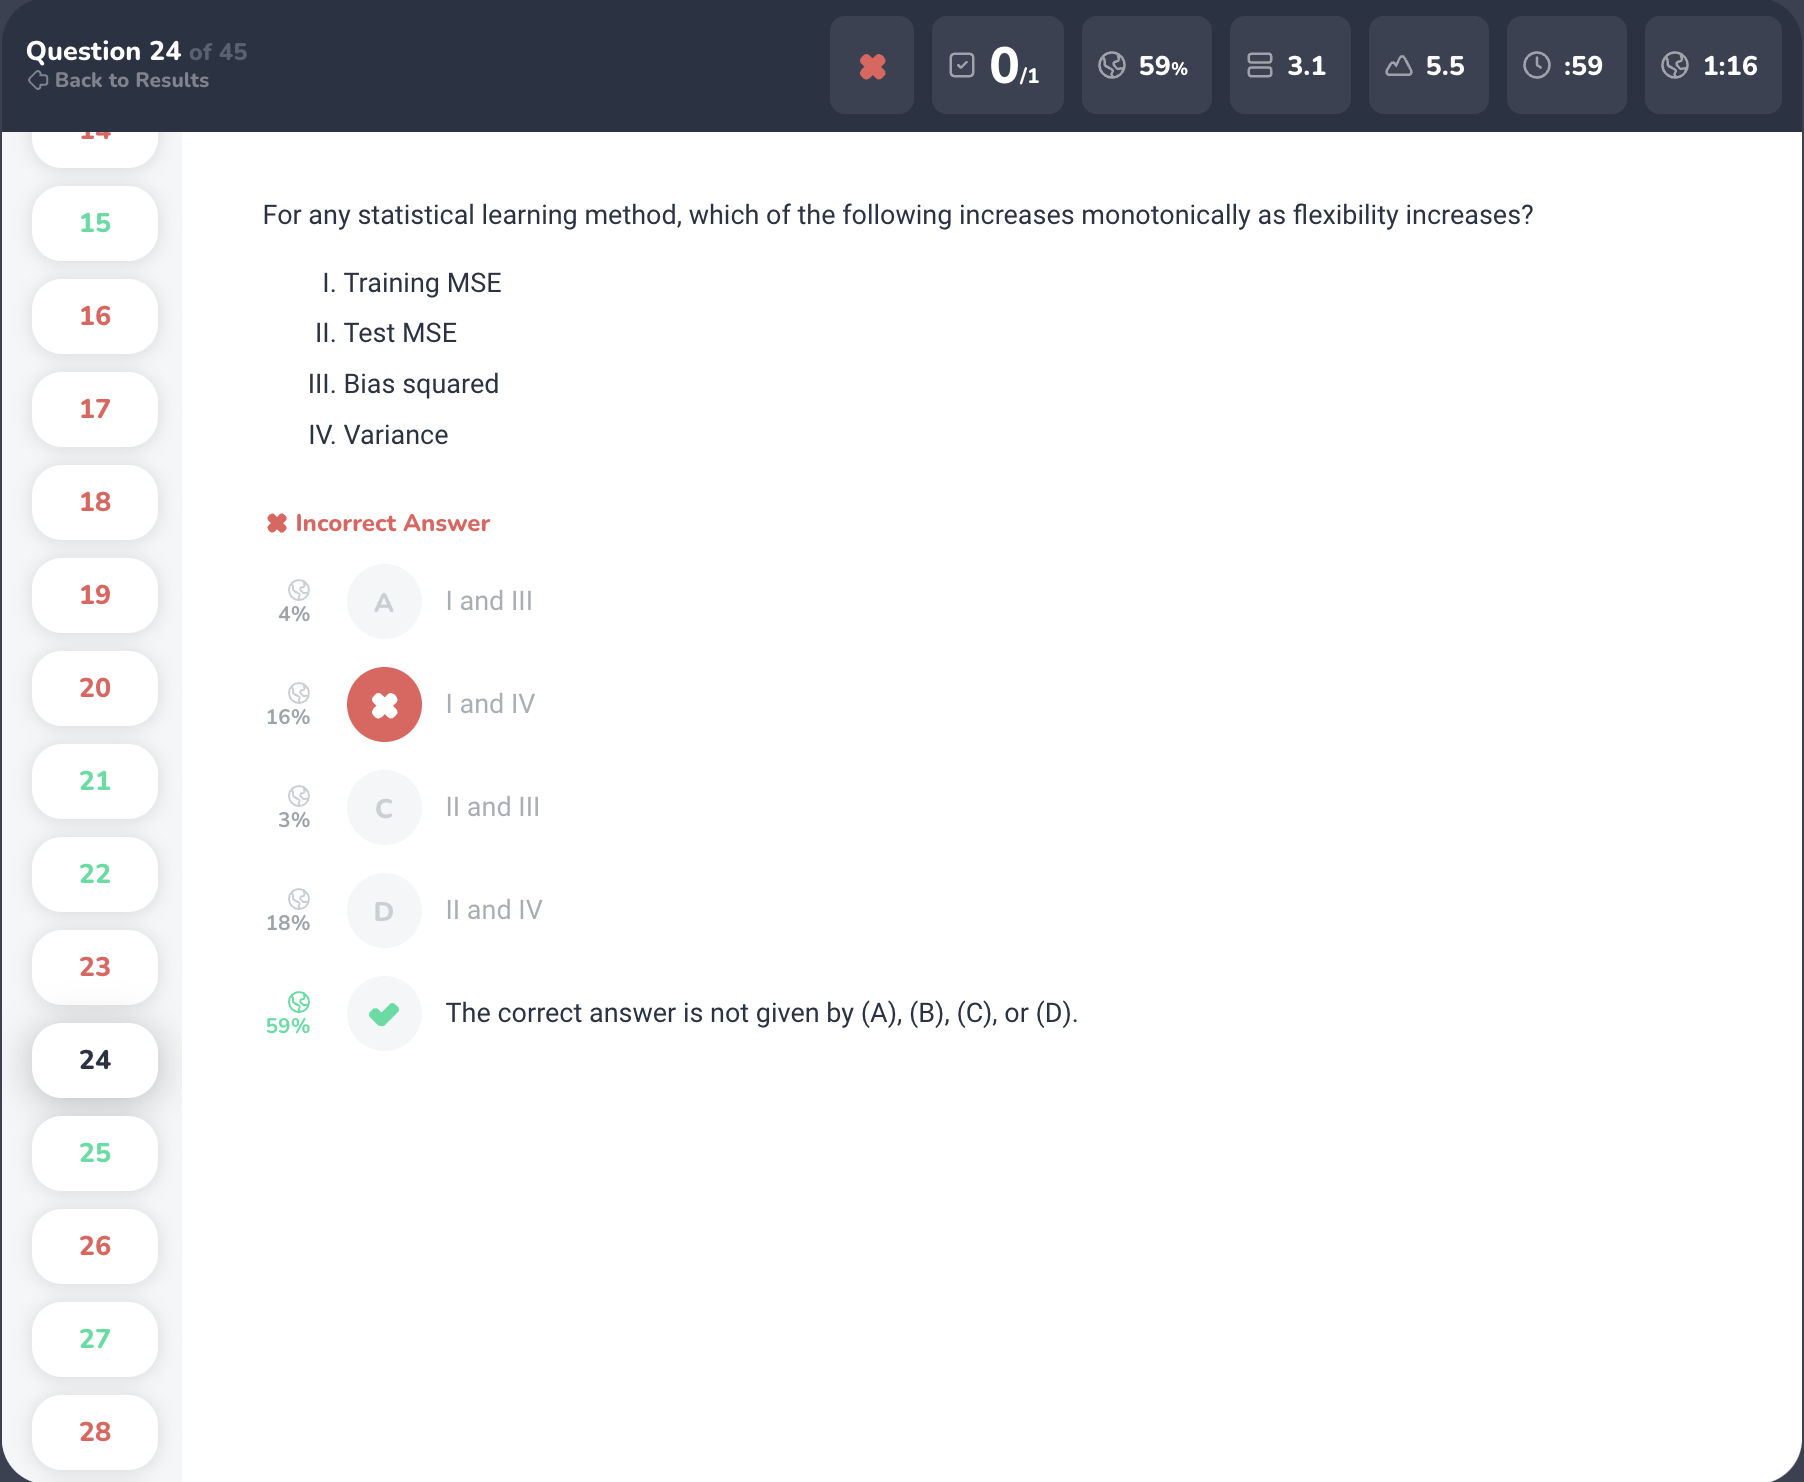 Question 24 of 45
Back to Results
0/1
59%
3.1
5.5
:59
1:16
14
15
16
17
18
19
20
21
22
23
24
25
26
27
28
For any statistical learning method, which of the following increases monotonically as flexibility increases?
I. Training MSE
II. Test MSE
III. Bias squared
IV. Variance
Incorrect Answer
4% A I and III
16% I and IV
3% C II and III
18% D II and IV
59% The correct answer is not given by (A), (B), (C), or (D).